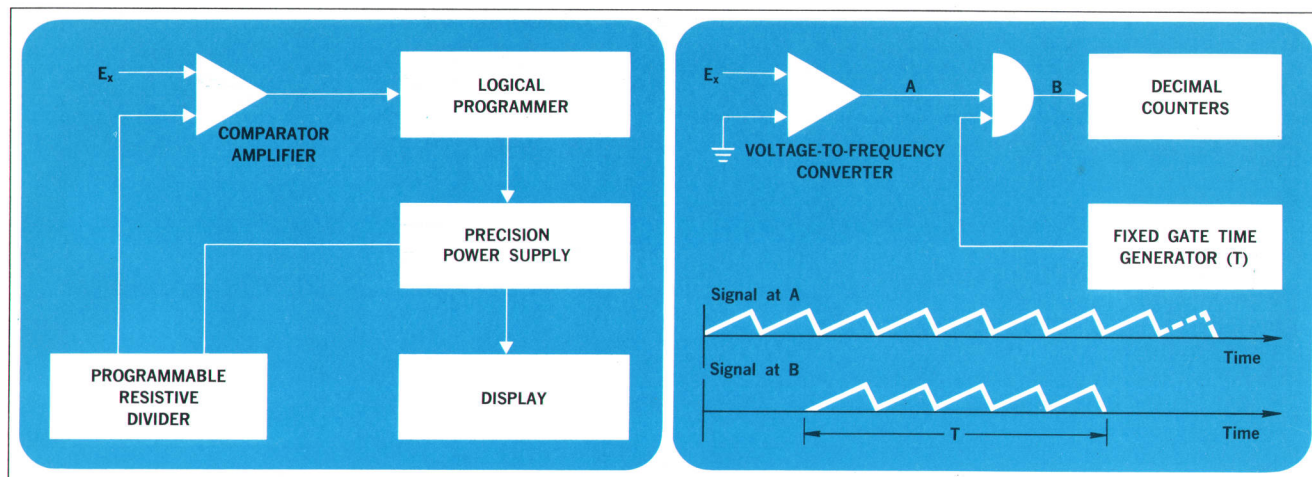 Eₓ
COMPARATOR
AMPLIFIER
LOGICAL
PROGRAMMER
PRECISION
POWER SUPPLY
PROGRAMMABLE
RESISTIVE
DIVIDER
DISPLAY
Eₓ
A
B
VOLTAGE-TO-FREQUENCY
CONVERTER
DECIMAL
COUNTERS
FIXED GATE TIME
GENERATOR (T)
Signal at A
Time
Signal at B
Time
T